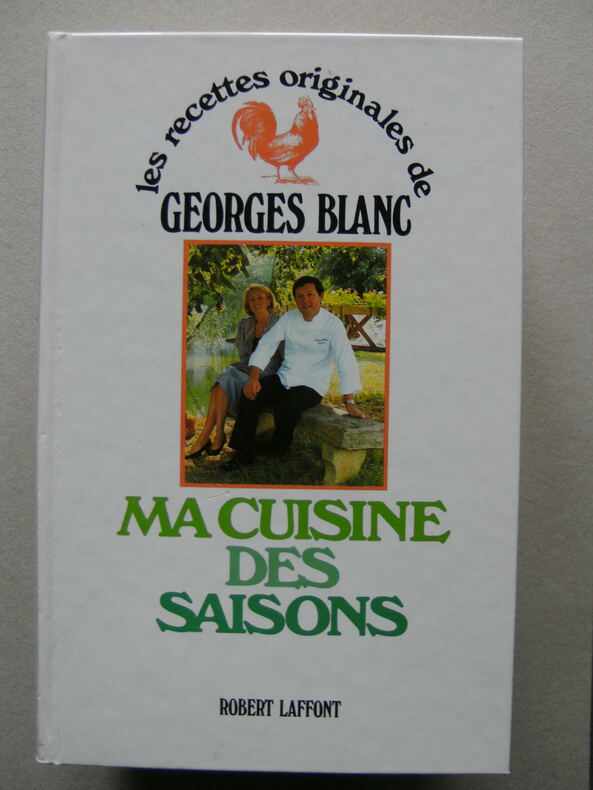 les recettes originales de
GEORGES BLANC
MA CUISINE
DES
SAISONS
ROBERT LAFFONT